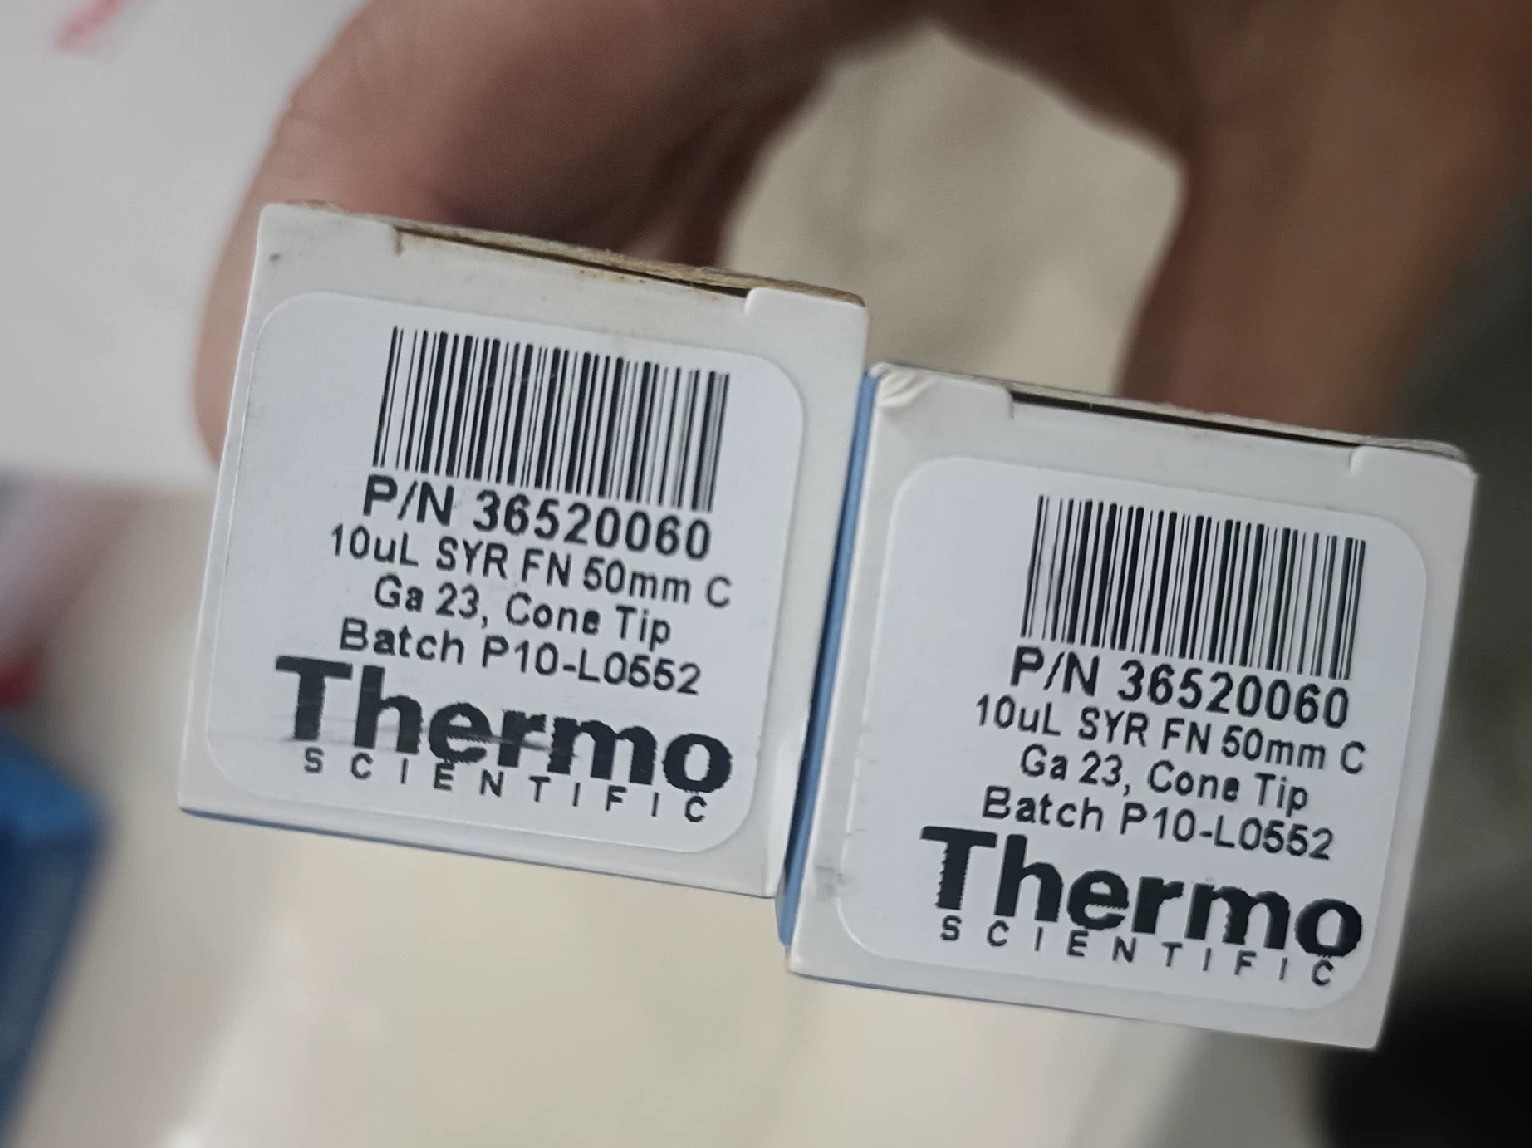 P/N 36520060
10uL SYR FN 50mm C
Ga 23, Cone Tip
Batch P10-L0552
Thermo
SCIENTIFIC
P/N 36520060
10uL SYR FN 50mm C
Ga 23, Cone Tip
Batch P10-L0552
Thermo
SCIENTIFIC